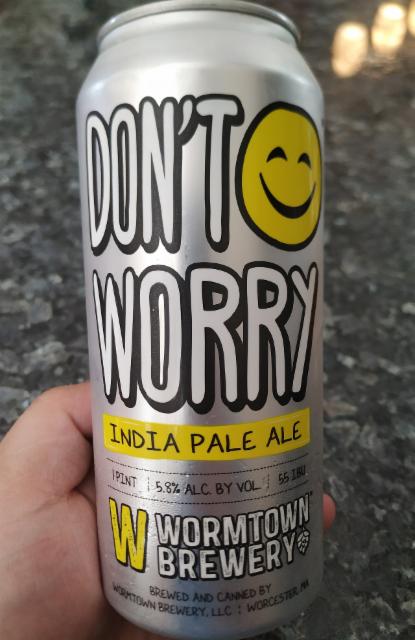 DON'T
WORRY
INDIA PALE ALE
1 PINT 5.8% ALC. BY VOL. 55 IBU
W WORMTOWN
BREWERY
BREWED AND CANNED BY
WORMTOWN BREWERY, LLC : WORCESTER, MA